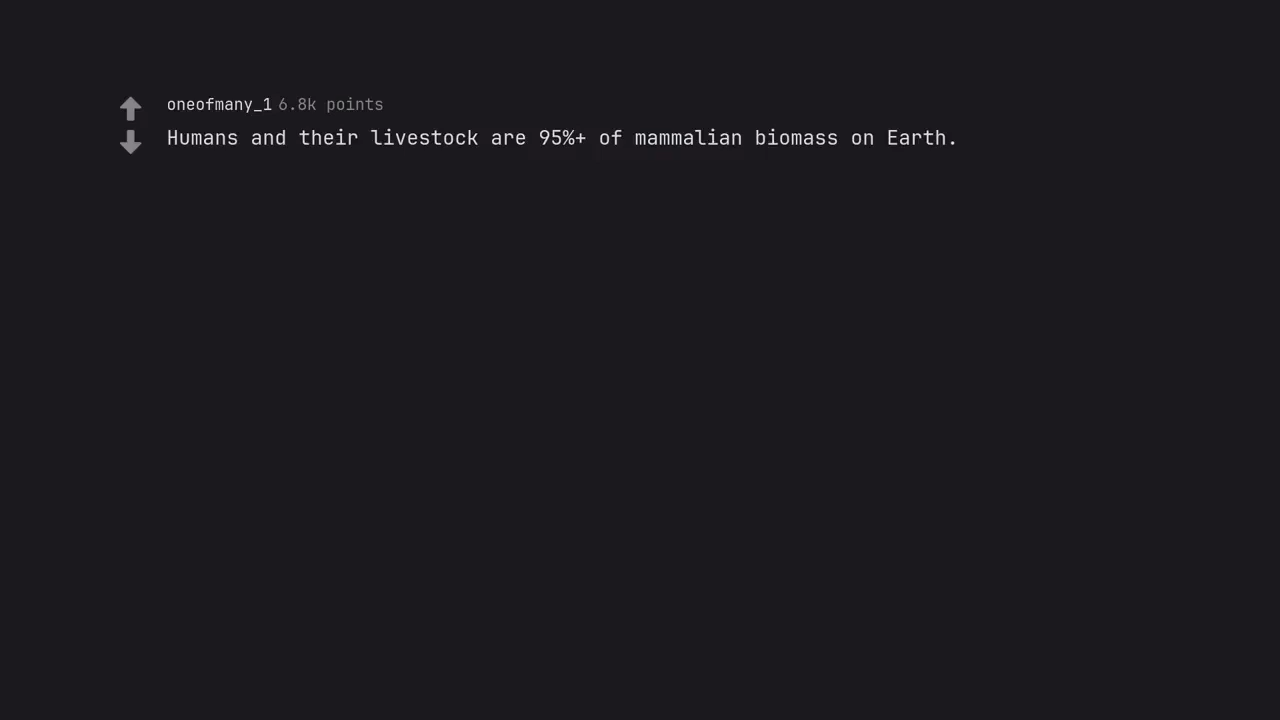 oneofmany_1 6.8k points
Humans and their livestock are 95%+ of mammalian biomass on Earth.